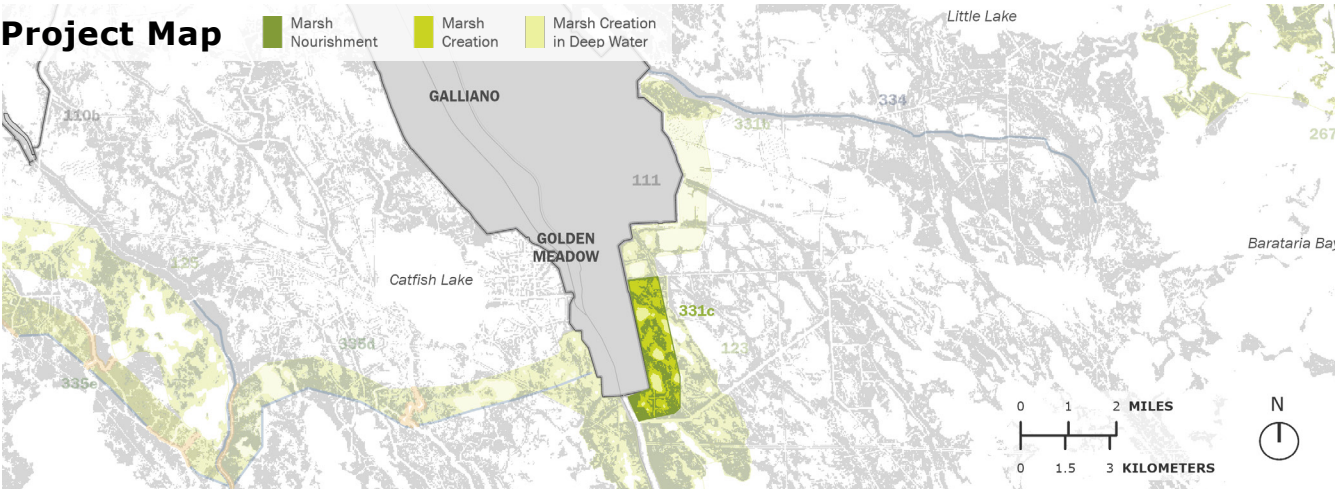 Project Map
Marsh
Nourishment
Marsh
Creation
Marsh Creation
in Deep Water
Little Lake
GALLIANO
110b
334
331b
267
111
GOLDEN
MEADOW
Barataria Bay
Catfish Lake
331c
123
335d
335e
0 1 2 MILES
0 1.5 3 KILOMETERS
N